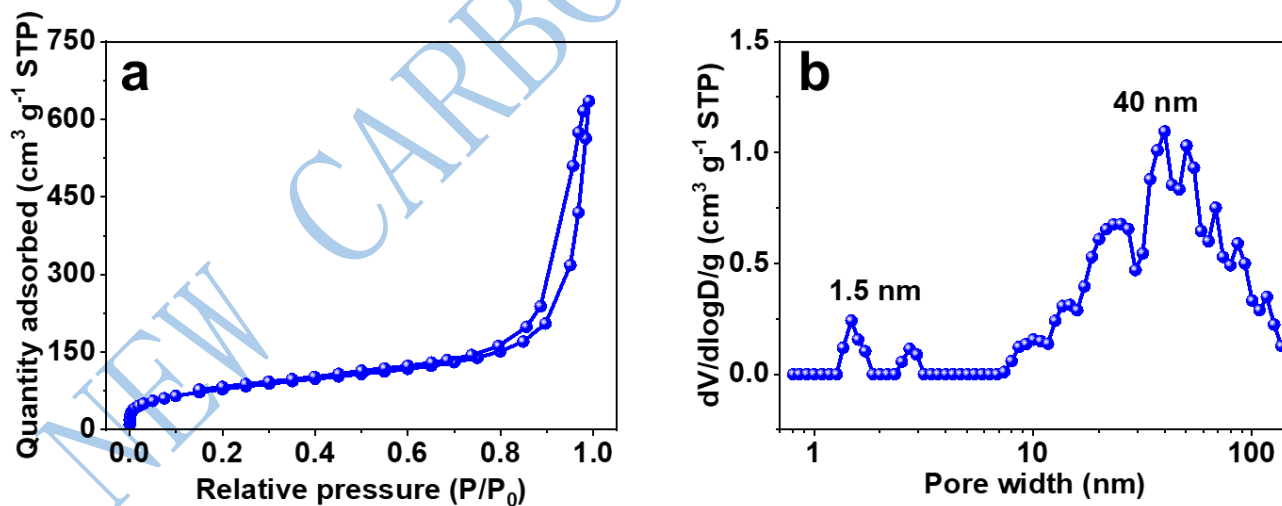 a
750
600
450
300
150
0
0.0 0.2 0.4 0.6 0.8 1.0
Quantity adsorbed (cm³ g⁻¹ STP)
Relative pressure (P/P₀)
b
1.5
1.0
0.5
0.0
1 10 100
1.5 nm
40 nm
dV/dlogD/g (cm³ g⁻¹ STP)
Pore width (nm)
NEW